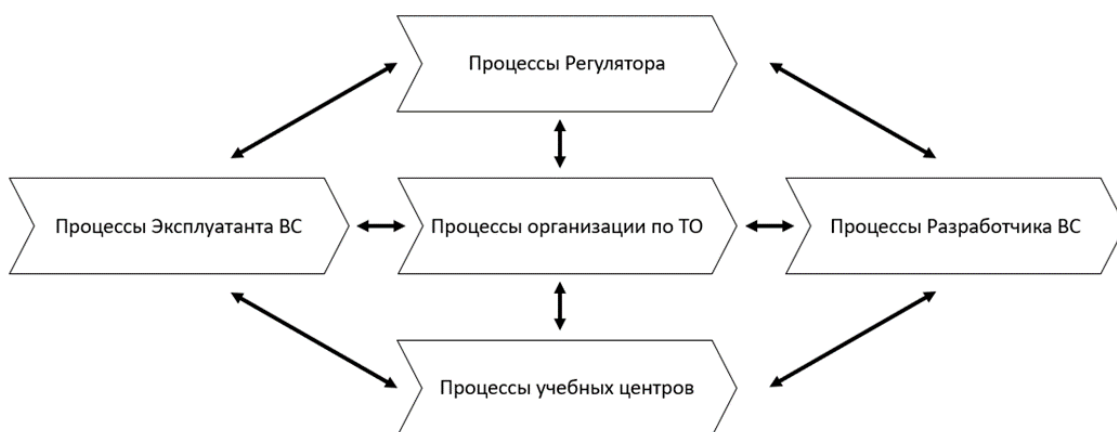 Процессы Регулятора
Процессы Эксплуатанта ВС
Процессы организации по ТО
Процессы Разработчика ВС
Процессы учебных центров